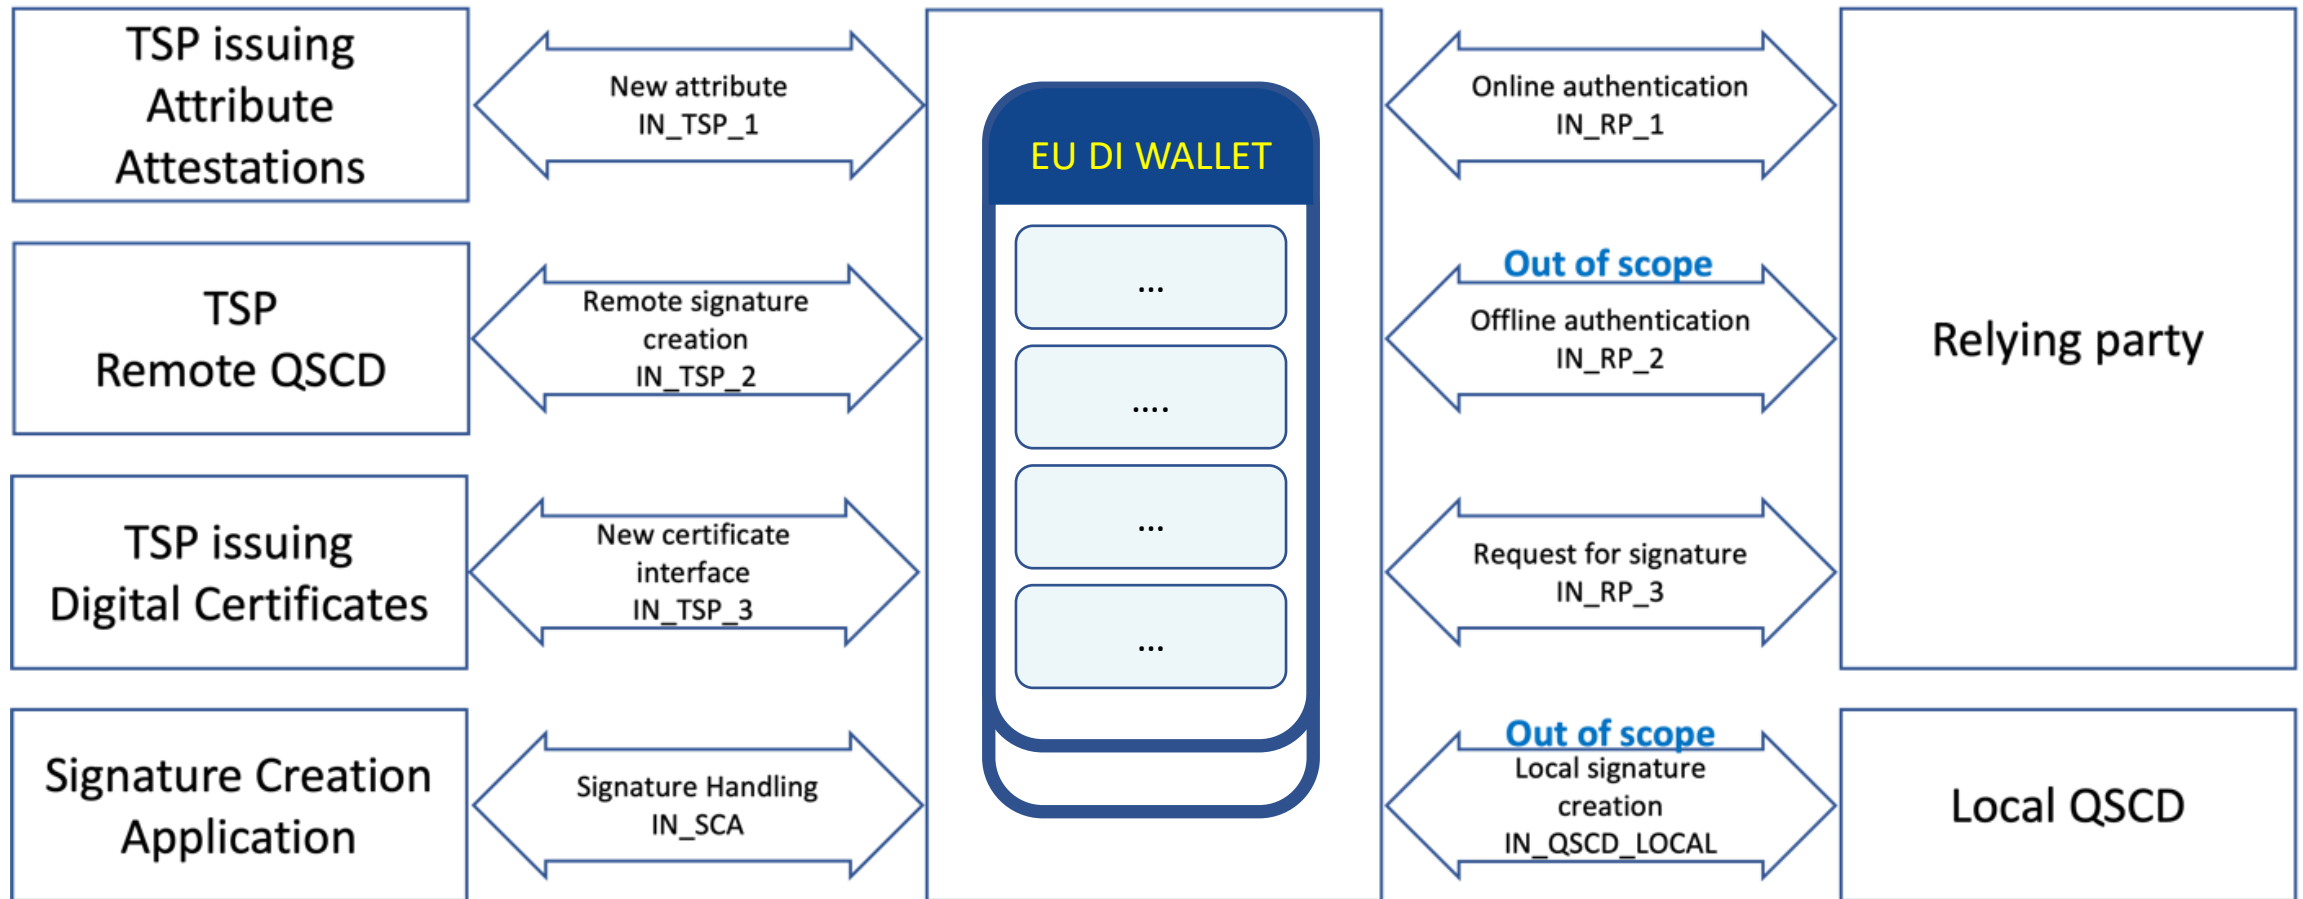 TSP issuing
Attribute
Attestations
New attribute
IN_TSP_1
TSP
Remote QSCD
Remote signature
creation
IN_TSP_2
TSP issuing
Digital Certificates
New certificate
interface
IN_TSP_3
Signature Creation
Application
Signature Handling
IN_SCA
EU DI WALLET
...
....
...
...
Online authentication
IN_RP_1
Out of scope
Offline authentication
IN_RP_2
Request for signature
IN_RP_3
Relying party
Out of scope
Local signature
creation
IN_QSCD_LOCAL
Local QSCD